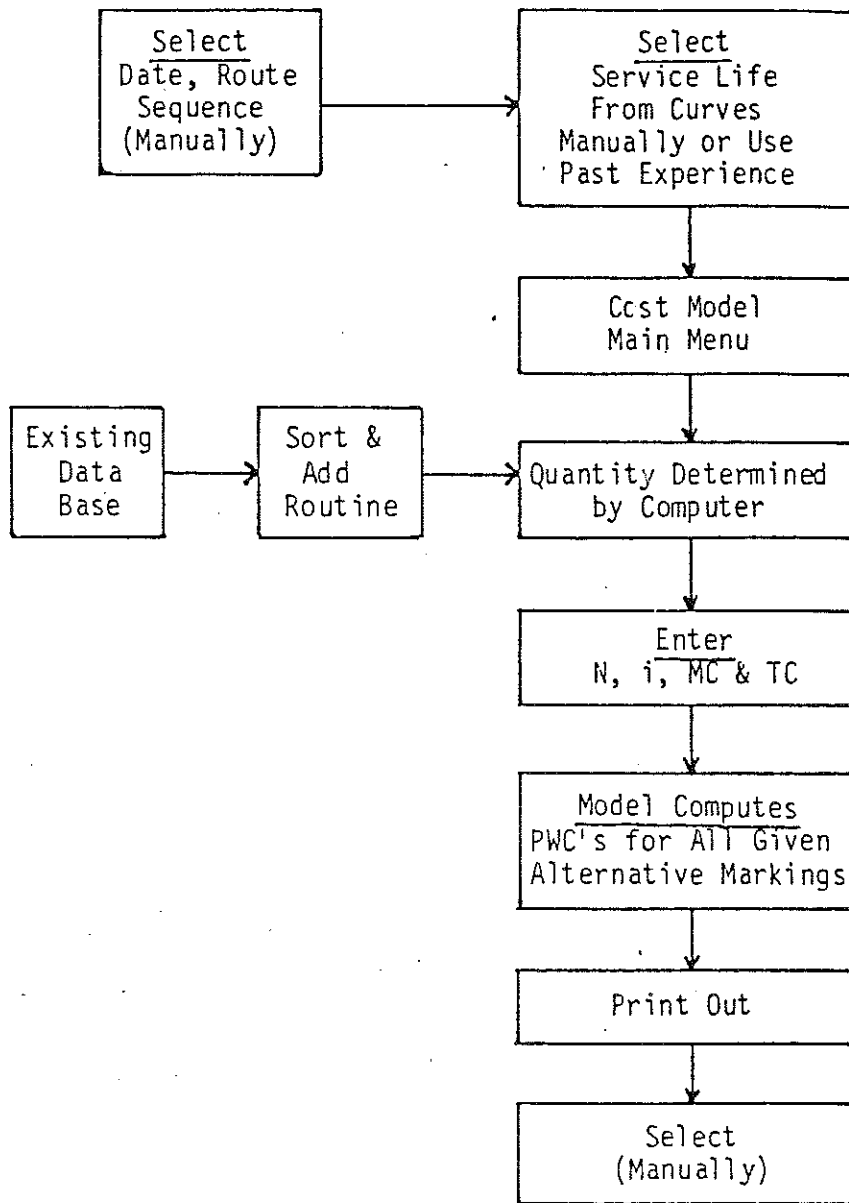 Select
Date, Route
Sequence
(Manually)
Select
Service Life
From Curves
Manually or Use
Past Experience
Cost Model
Main Menu
Existing
Data
Base
Sort &
Add
Routine
Quantity Determined
by Computer
Enter
N, i, MC & TC
Model Computes
PWC's for All Given
Alternative Markings
Print Out
Select
(Manually)